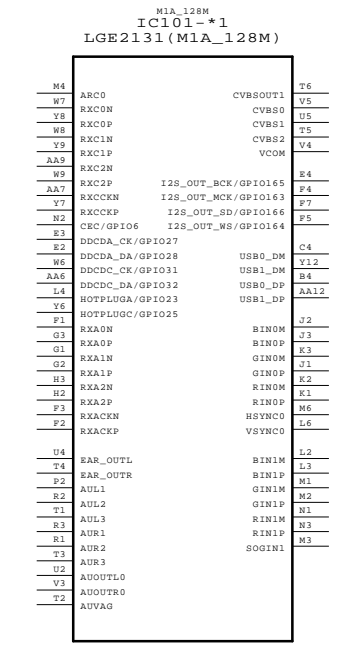 M1A_128M
IC101-*1
LGE2131(M1A_128M)
M4 ARC0
W7 RXC0N
Y8 RXC0P
W8 RXC1N
Y9 RXC1P
AA9 RXC2N
W9 RXC2P
AA7 RXCCKN
Y7 RXCCKP
N2 CEC/GPIO6
E3 DDCDA_CK/GPIO27
E2 DDCDA_DA/GPIO28
W6 DDCDC_CK/GPIO31
AA6 DDCDC_DA/GPIO32
L4 HOTPLUGA/GPIO23
Y6 HOTPLUGC/GPIO25
F1 RXA0N
G3 RXA0P
G1 RXA1N
G2 RXA1P
H3 RXA2N
H2 RXA2P
F3 RXACKN
F2 RXACKP
U4 EAR_OUTL
T4 EAR_OUTR
P2 AUL1
R2 AUL2
T1 AUL3
R3 AUR1
R1 AUR2
T3 AUR3
U2 AUOUTL0
V3 AUOUTR0
T2 AUVAG
CVBSOUT1 T6
CVBS0 V5
CVBS1 U5
CVBS2 T5
VCOM V4
I2S_OUT_BCK/GPIO165 E4
I2S_OUT_MCK/GPIO163 F4
I2S_OUT_SD/GPIO166 F7
I2S_OUT_WS/GPIO164 F5
USB0_DM C4
USB1_DM Y12
USB0_DP B4
USB1_DP AA12
BIN0M J2
BIN0P J3
GIN0M K3
GIN0P J1
RIN0M K2
RIN0P K1
HSYNC0 M6
VSYNC0 L6
BIN1M L2
BIN1P L3
GIN1M M1
GIN1P M2
RIN1M N1
RIN1P N3
SOGIN1 M3